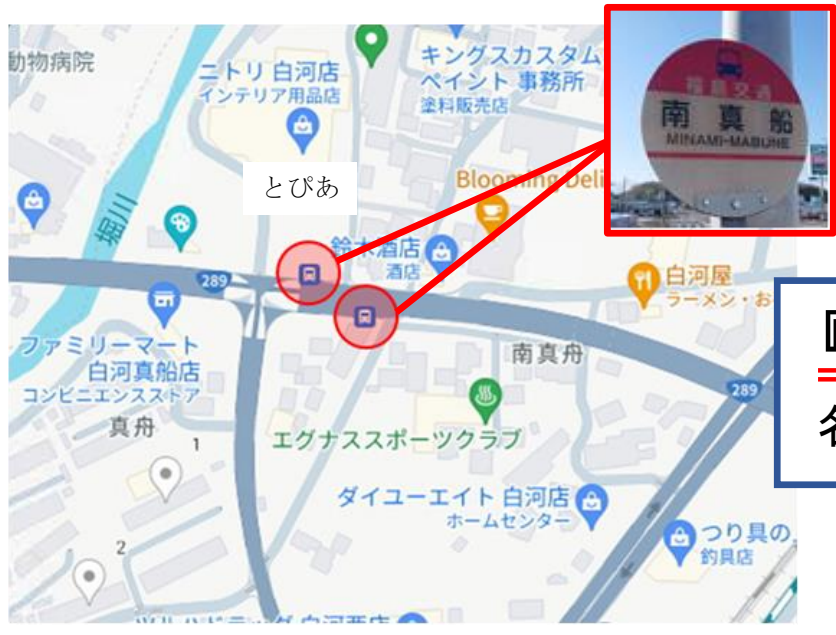 動物病院
ニトリ 白河店
インテリア用品店
キングスカスタム
ペイント 事務所
塗料販売店
福島交通
南真船
MINAMI-MABUNE
とぴあ
Blooming Deli
堀川
鈴木酒店
酒店
289
白河屋
ラーメン・お
ファミリーマート
白河真船店
コンビニエンスストア
南真舟
289
名
真舟
1
エグナススポーツクラブ
ダイユーエイト 白河店
ホームセンター
2
つり具の
釣具店